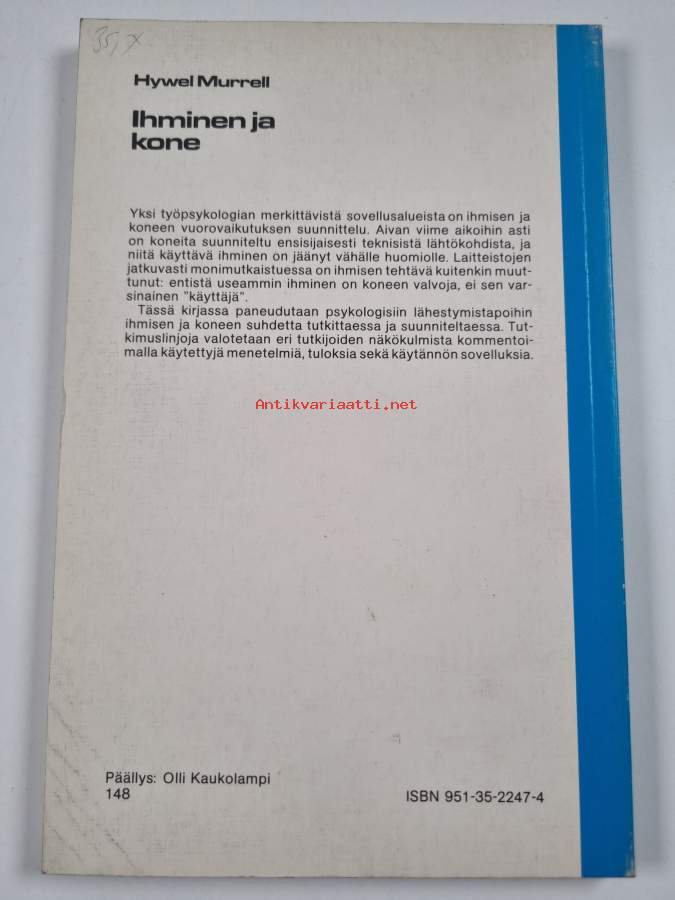 Hywel Murrell
Ihminen ja
kone
Yksi työpsykologian merkittävistä sovellusalueista on ihmisen ja
koneen vuorovaikutuksen suunnittelu. Aivan viime aikoihin asti
on koneita suunniteltu ensisijaisesti teknisistä lähtökohdista, ja
niitä käyttävä ihminen on jäänyt vähälle huomiolle. Laitteistojen
jatkuvasti monimutkaistuessa on ihmisen tehtävä kuitenkin muut-
tunut: entistä useammin ihminen on koneen valvoja, ei sen var-
sinainen "käyttäjä".
Tässä kirjassa paneudutaan psykologisiin lähestymistapoihin
ihmisen ja koneen suhdetta tutkittaessa ja suunniteltaessa. Tut-
kimuslinjoja valotetaan eri tutkijoiden näkökulmista kommentoi-
malla käytettyjä menetelmiä, tuloksia sekä käytännön sovelluksia.
Antikvariaatti.net
Päällys: Olli Kaukolampi
148
ISBN 951-35-2247-4